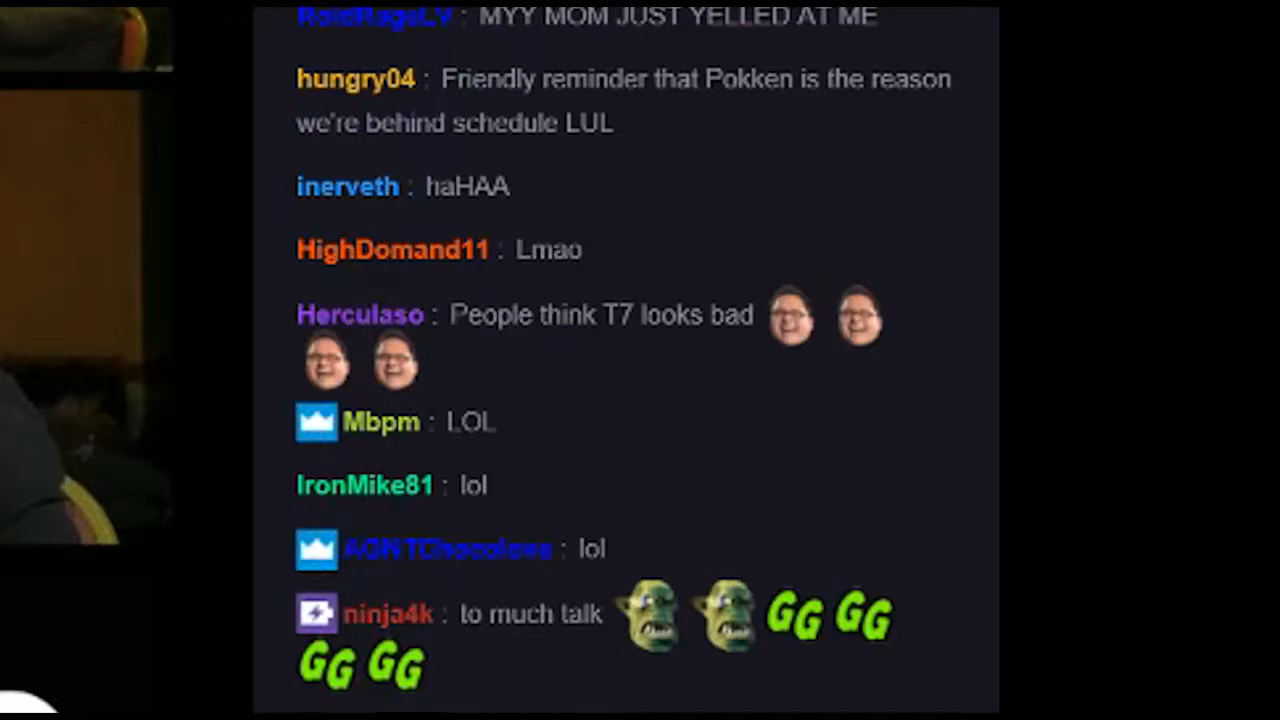 RoidRageLV : MYY MOM JUST YELLED AT ME
hungry04 : Friendly reminder that Pokken is the reason
we're behind schedule LUL
inerveth : haHAA
HighDomand11 : Lmao
Herculaso : People think T7 looks bad
Mbpm : LOL
IronMike81 : lol
: lol
ninja4k : to much talk GG GG
GG GG